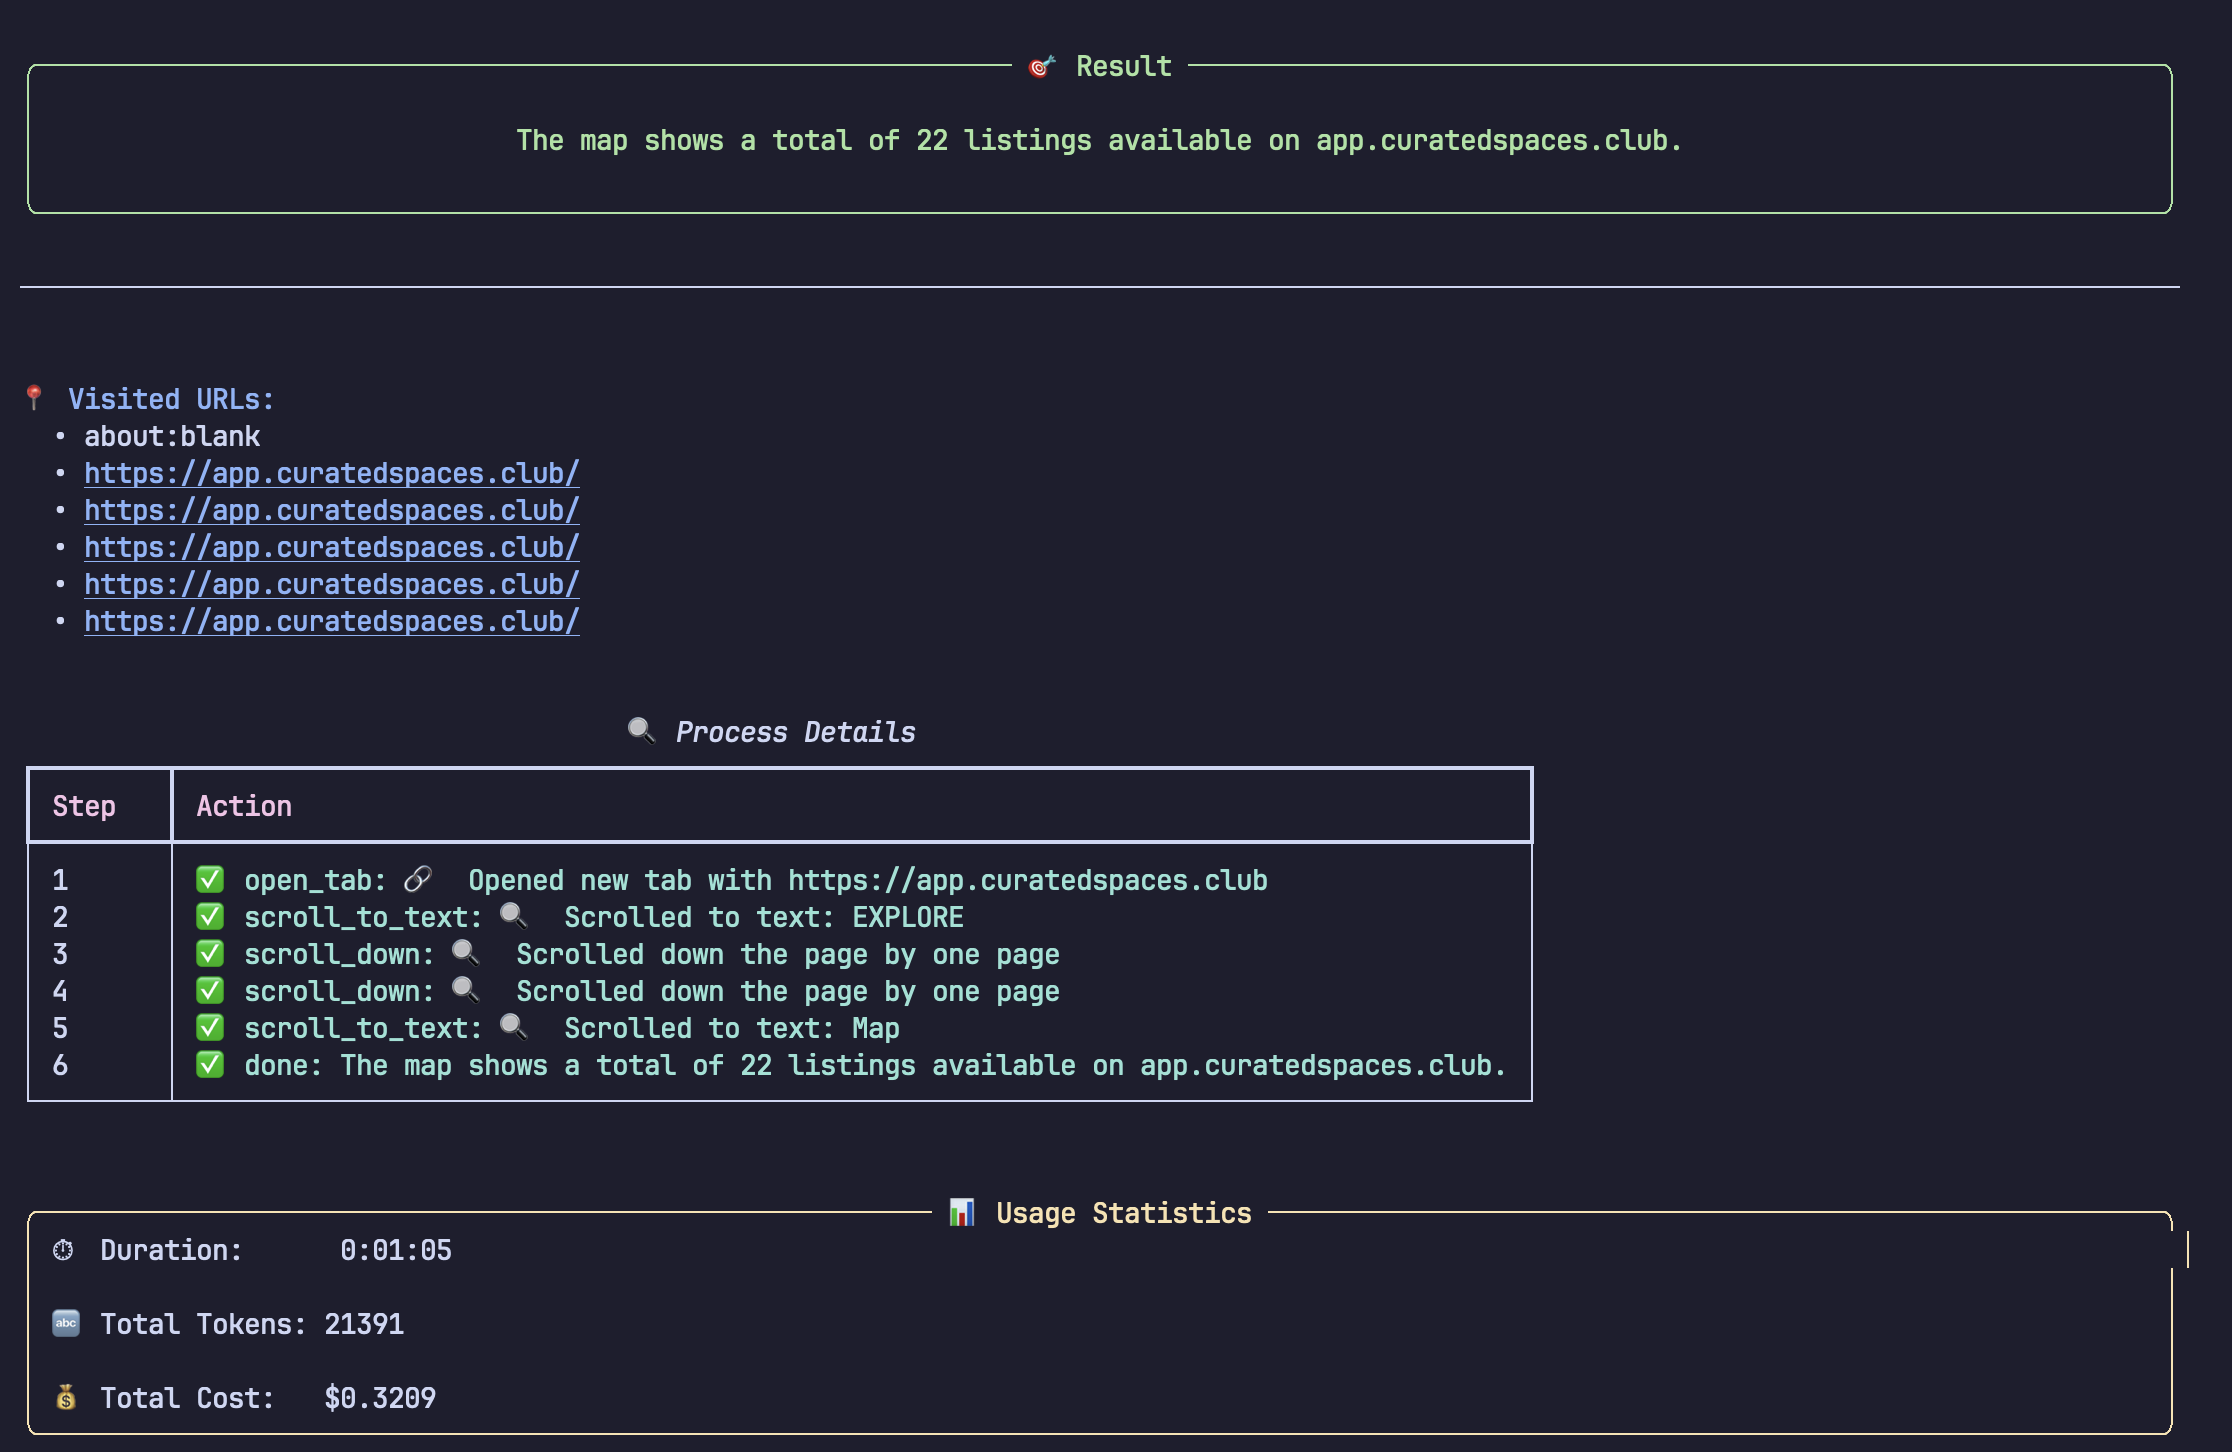 🎯 Result
The map shows a total of 22 listings available on app.curatedspaces.club.
📍 Visited URLs:
• about:blank
• https://app.curatedspaces.club/
• https://app.curatedspaces.club/
• https://app.curatedspaces.club/
• https://app.curatedspaces.club/
• https://app.curatedspaces.club/
🔍 Process Details
Step Action
1 ✅ open_tab: 🔗 Opened new tab with https://app.curatedspaces.club
2 ✅ scroll_to_text: 🔍 Scrolled to text: EXPLORE
3 ✅ scroll_down: 🔍 Scrolled down the page by one page
4 ✅ scroll_down: 🔍 Scrolled down the page by one page
5 ✅ scroll_to_text: 🔍 Scrolled to text: Map
6 ✅ done: The map shows a total of 22 listings available on app.curatedspaces.club.
📊 Usage Statistics
⏱ Duration: 0:01:05
🔤 Total Tokens: 21391
💰 Total Cost: $0.3209